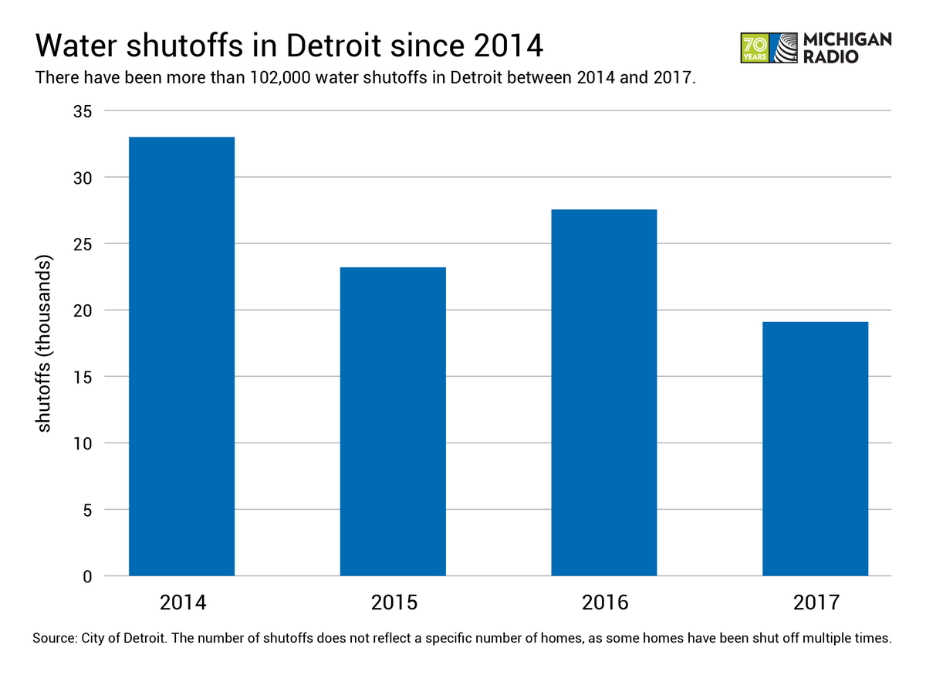 Water shutoffs in Detroit since 2014
There have been more than 102,000 water shutoffs in Detroit between 2014 and 2017.
70
YEARS
MICHIGAN
RADIO
shutoffs (thousands)
35
30
25
20
15
10
5
0
2014
2015
2016
2017
Source: City of Detroit. The number of shutoffs does not reflect a specific number of homes, as some homes have been shut off multiple times.